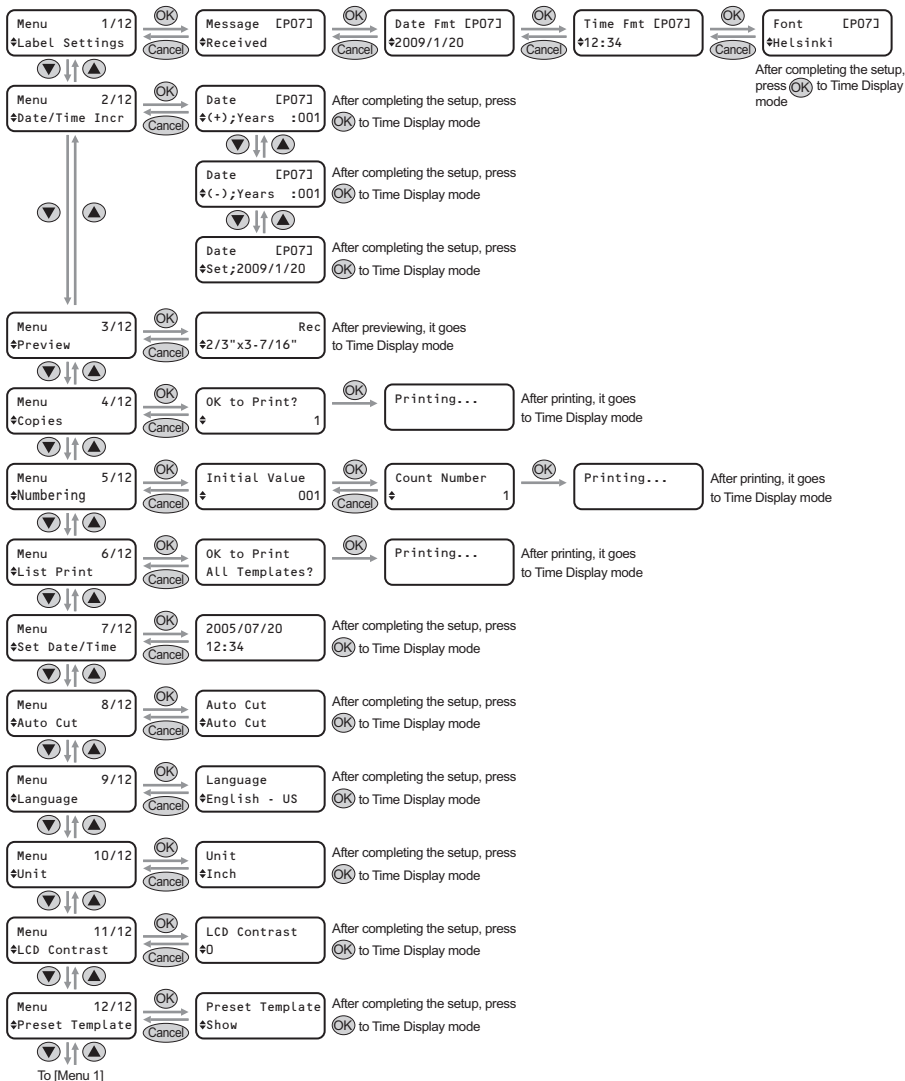 Menu 1/12
Label Settings
OK
Cancel
Message [P07]
Received
OK
Cancel
Date Fmt [P07]
2009/1/20
OK
Cancel
Time Fmt [P07]
12:34
OK
Cancel
Font [P07]
Helsinki
After completing the setup,
press OK to Time Display
mode
Menu 2/12
Date/Time Incr
OK
Cancel
Date [P07]
(+);Years :001
After completing the setup, press
OK to Time Display mode
Date [P07]
(-);Years :001
After completing the setup, press
OK to Time Display mode
Date [P07]
Set;2009/1/20
After completing the setup, press
OK to Time Display mode
Menu 3/12
Preview
OK
Cancel
Rec
2/3"x3-7/16"
After previewing, it goes
to Time Display mode
Menu 4/12
Copies
OK
Cancel
OK to Print?
1
OK
Printing...
After printing, it goes
to Time Display mode
Menu 5/12
Numbering
OK
Cancel
Initial Value
001
OK
Cancel
Count Number
1
OK
Printing...
After printing, it goes
to Time Display mode
Menu 6/12
List Print
OK
Cancel
OK to Print
All Templates?
OK
Printing...
After printing, it goes
to Time Display mode
Menu 7/12
Set Date/Time
OK
Cancel
2005/07/20
12:34
After completing the setup, press
OK to Time Display mode
Menu 8/12
Auto Cut
OK
Cancel
Auto Cut
Auto Cut
After completing the setup, press
OK to Time Display mode
Menu 9/12
Language
OK
Cancel
Language
English - US
After completing the setup, press
OK to Time Display mode
Menu 10/12
Unit
OK
Cancel
Unit
Inch
After completing the setup, press
OK to Time Display mode
Menu 11/12
LCD Contrast
OK
Cancel
LCD Contrast
0
After completing the setup, press
OK to Time Display mode
Menu 12/12
Preset Template
OK
Cancel
Preset Template
Show
After completing the setup, press
OK to Time Display mode
To [Menu 1]